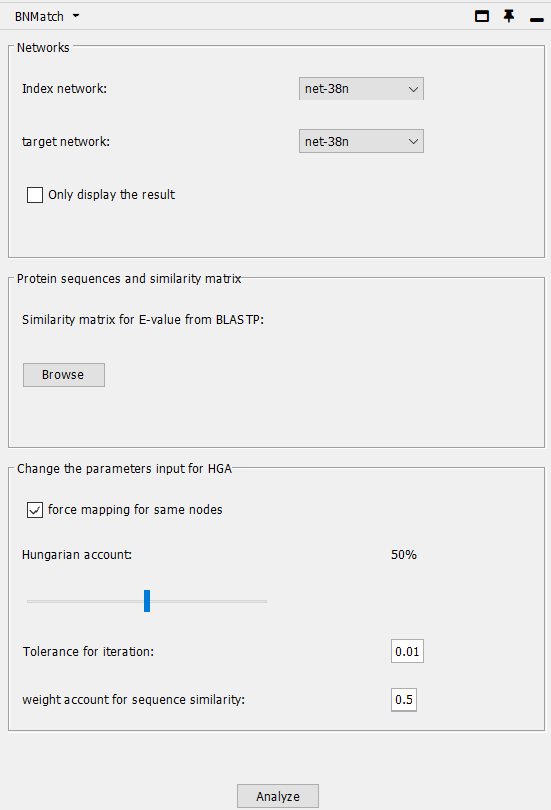 BNMatch
Networks
Index network: net-38n
target network: net-38n
Only display the result
Protein sequences and similarity matrix
Similarity matrix for E-value from BLASTP:
Browse
Change the parameters input for HGA
force mapping for same nodes
Hungarian account: 50%
Tolerance for iteration: 0.01
weight account for sequence similarity: 0.5
Analyze